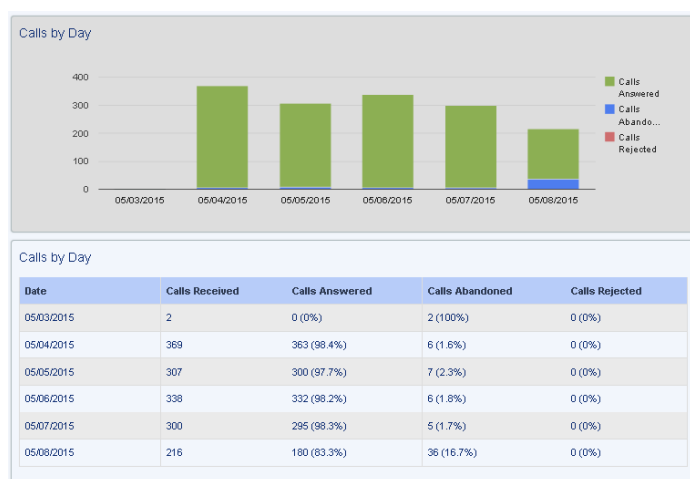 Calls by Day
400
300
200
100
0
05/03/2015 05/04/2015 05/05/2015 05/06/2015 05/07/2015 05/08/2015
Calls
Answered
Calls
Abando...
Calls
Rejected
Calls by Day
Date Calls Received Calls Answered Calls Abandoned Calls Rejected
05/03/2015 2 0 (0%) 2 (100%) 0 (0%)
05/04/2015 369 363 (98.4%) 6 (1.6%) 0 (0%)
05/05/2015 307 300 (97.7%) 7 (2.3%) 0 (0%)
05/06/2015 338 332 (98.2%) 6 (1.8%) 0 (0%)
05/07/2015 300 295 (98.3%) 5 (1.7%) 0 (0%)
05/08/2015 216 180 (83.3%) 36 (16.7%) 0 (0%)